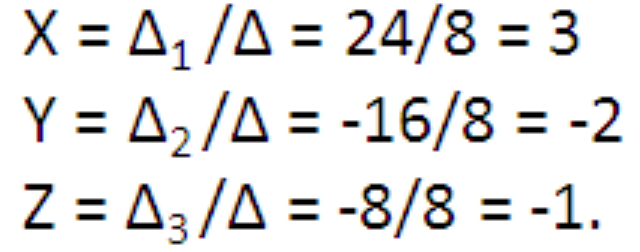 X = Δ₁/Δ = 24/8 = 3
Y = Δ₂/Δ = -16/8 = -2
Z = Δ₃/Δ = -8/8 = -1.